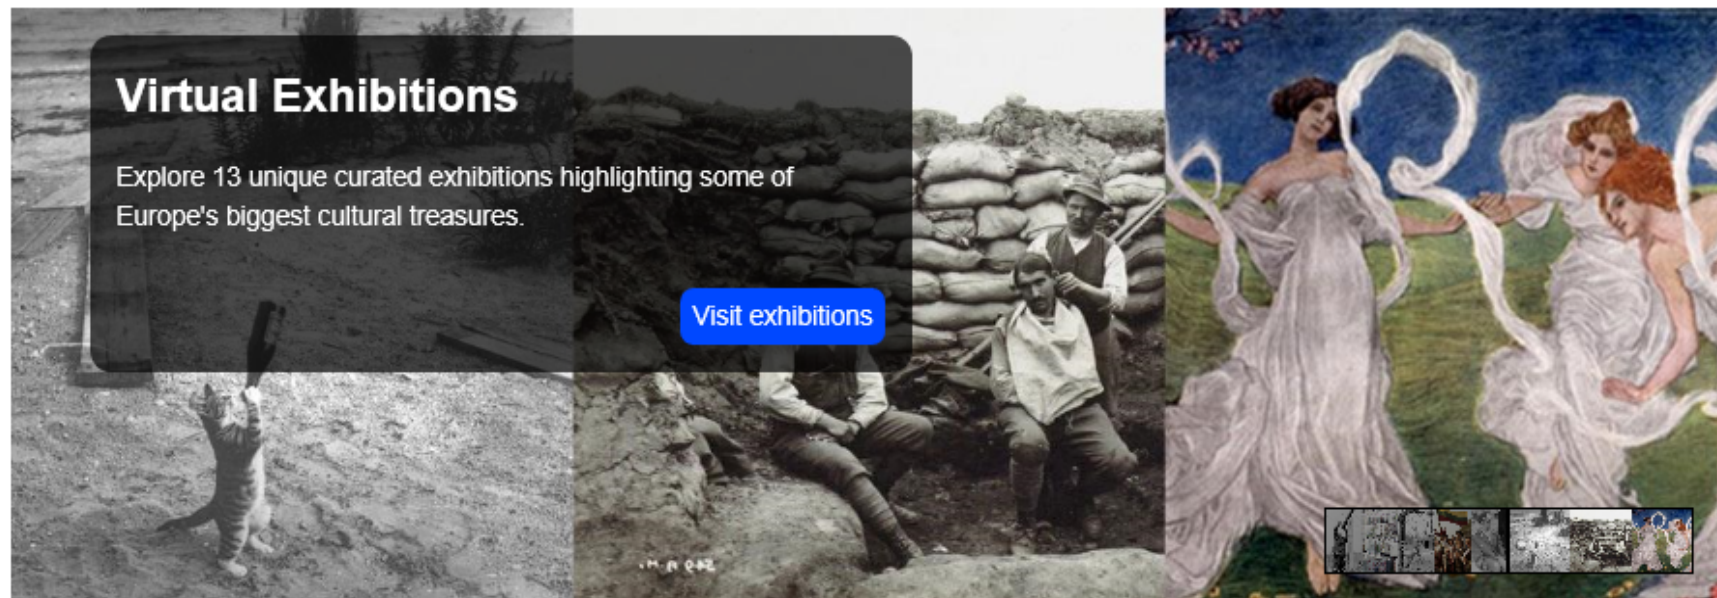 Virtual Exhibitions
Explore 13 unique curated exhibitions highlighting some of
Europe's biggest cultural treasures.
Visit exhibitions